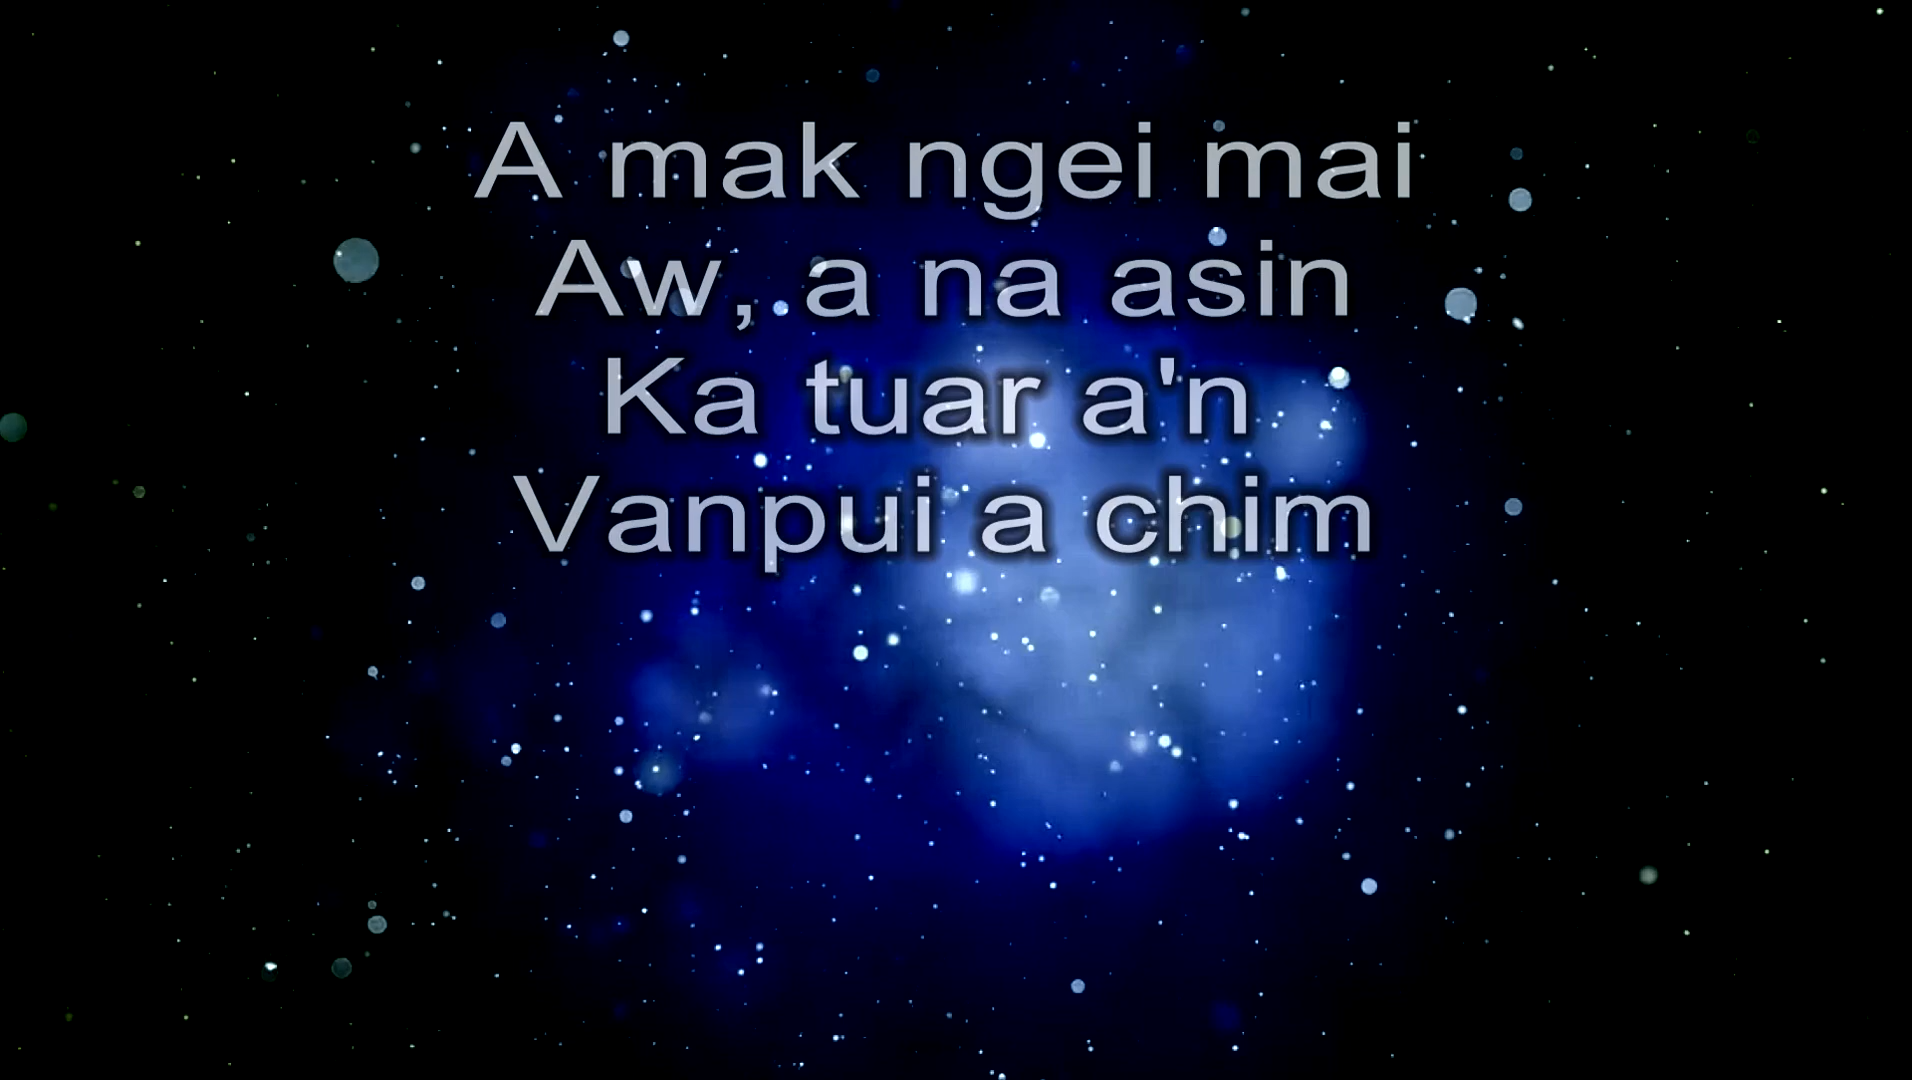 A mak ngei mai
Aw, a na asin
Ka tuar a'n
Vanpui a chim